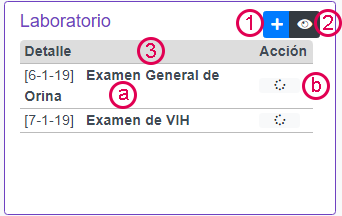 Laboratorio 1 + 2
Detalle 3 Acción
[6-1-19] Examen General de
Orina a b
[7-1-19] Examen de VIH